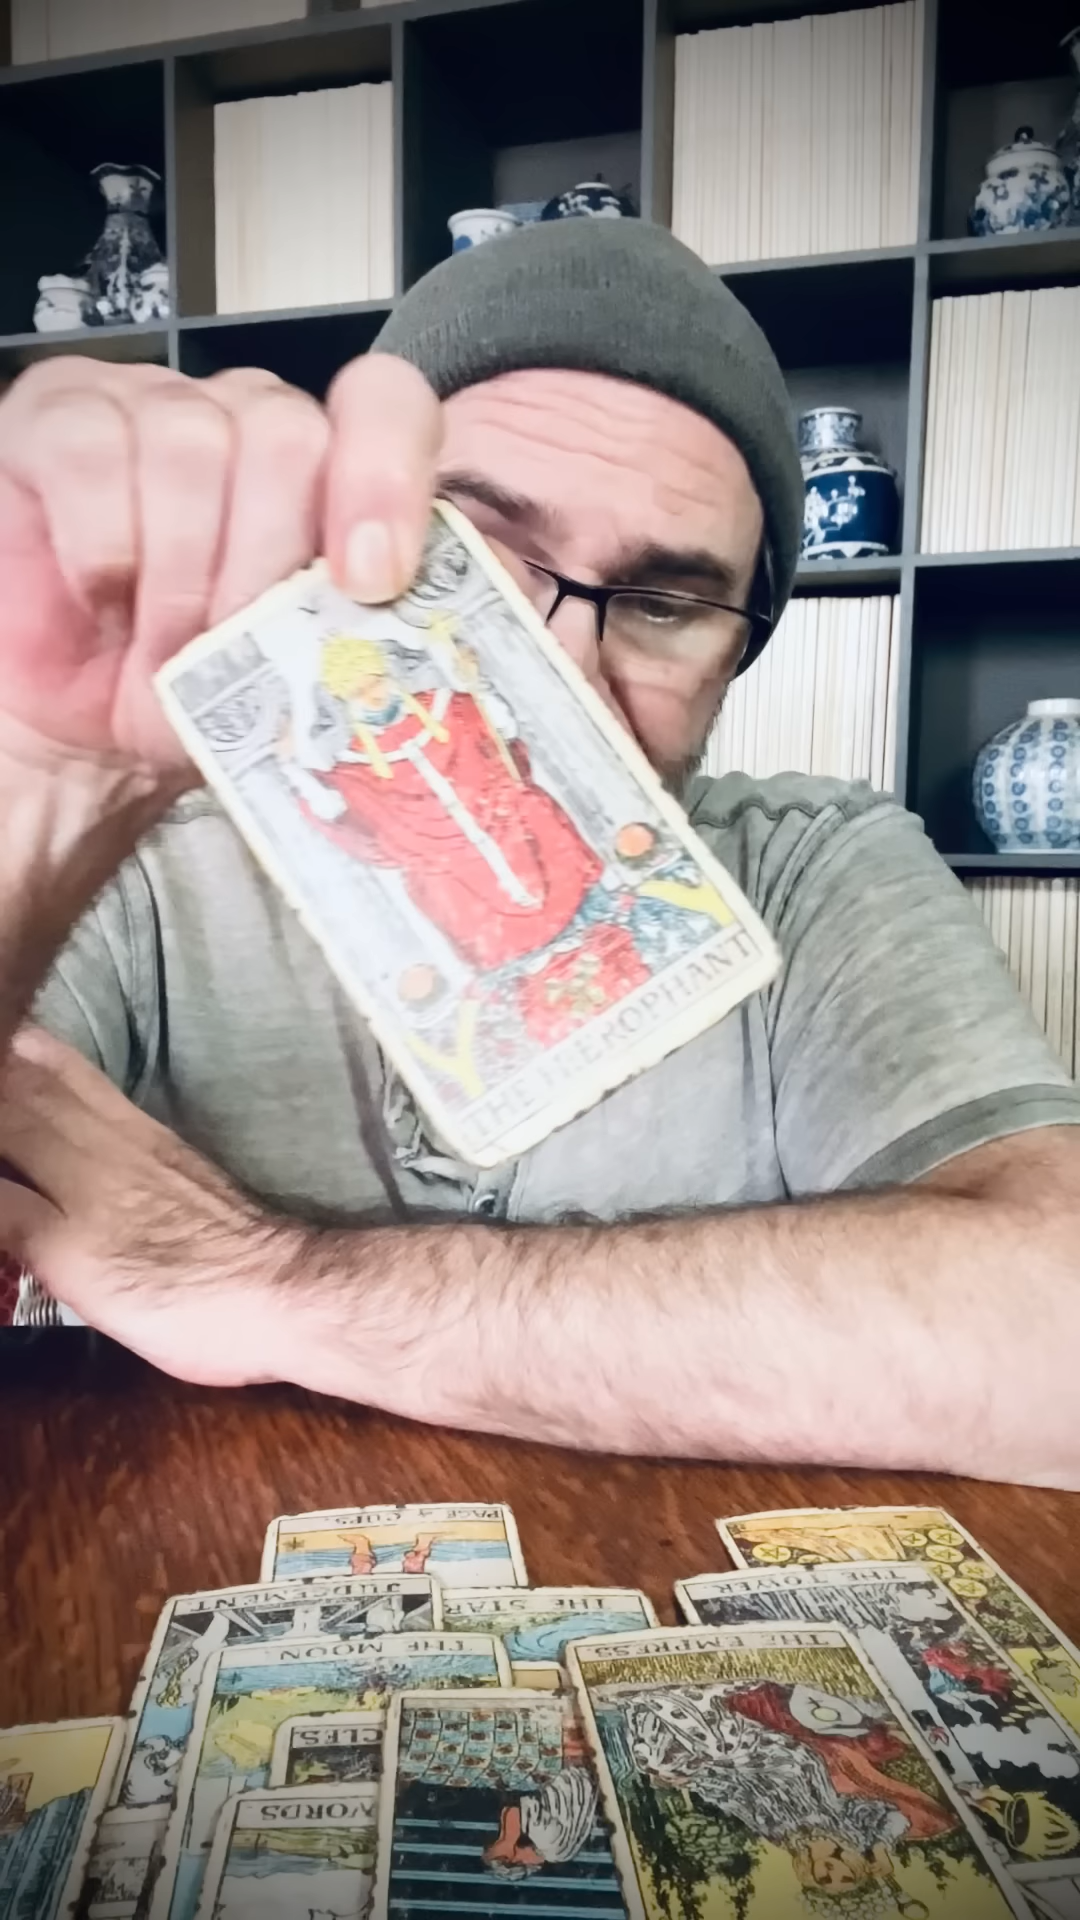 V
THE HIEROPHANT
PAGE of CUPS.
JUDGEMENT.
THE STAR.
THE TOWER.
THE MOON.
THE EMPRESS.
CLES.
WORDS.